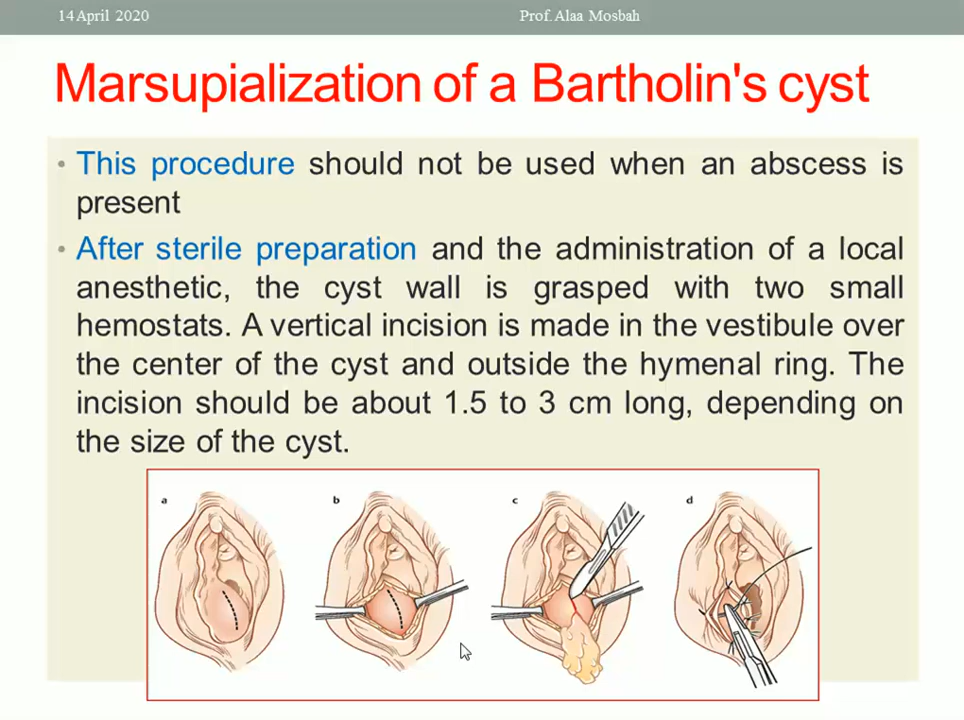 14 April 2020
Prof. Alaa Mosbah
Marsupialization of a Bartholin's cyst
• This procedure should not be used when an abscess is
present
• After sterile preparation and the administration of a local
anesthetic, the cyst wall is grasped with two small
hemostats. A vertical incision is made in the vestibule over
the center of the cyst and outside the hymenal ring. The
incision should be about 1.5 to 3 cm long, depending on
the size of the cyst.
a
b
c
d